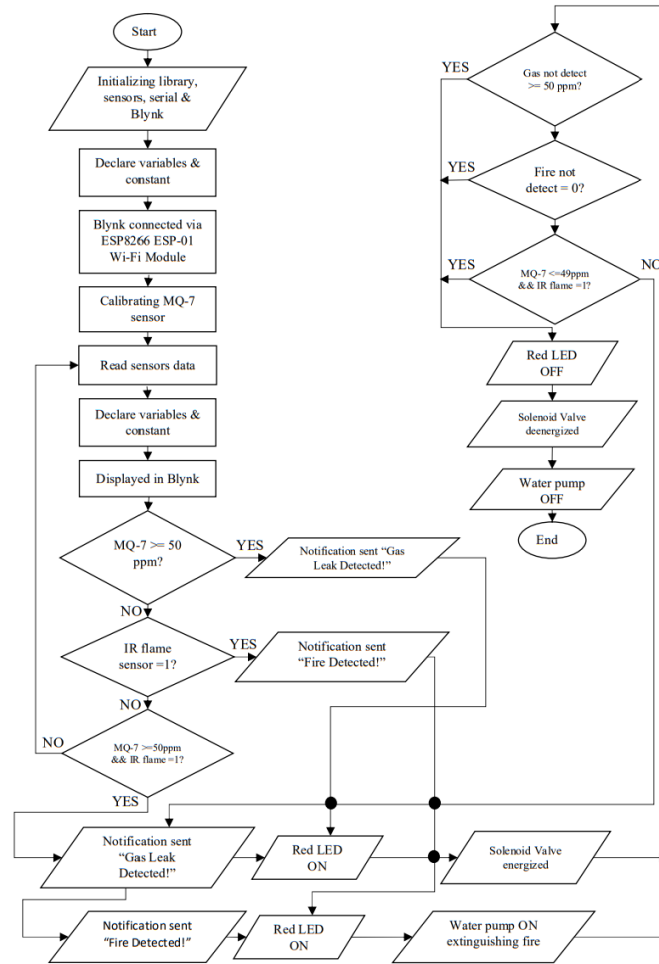 Start
Initializing library,
sensors, serial &
Blynk
Declare variables &
constant
Blynk connected via
ESP8266 ESP-01
Wi-Fi Module
Calibrating MQ-7
sensor
Read sensors data
Declare variables &
constant
Displayed in Blynk
MQ-7 >= 50
ppm?
YES
Notification sent “Gas
Leak Detected!”
NO
IR flame
sensor =1?
YES
Notification sent
“Fire Detected!”
NO
NO
MQ-7 >=50ppm
&& IR flame =1?
YES
Notification sent
“Gas Leak
Detected!”
Red LED
ON
Solenoid Valve
energized
Notification sent
“Fire Detected!”
Red LED
ON
Water pump ON
extinguishing fire
YES
Gas not detect
>= 50 ppm?
YES
Fire not
detect = 0?
YES
MQ-7 <=49ppm
&& IR flame =1?
NO
Red LED
OFF
Solenoid Valve
deenergized
Water pump
OFF
End